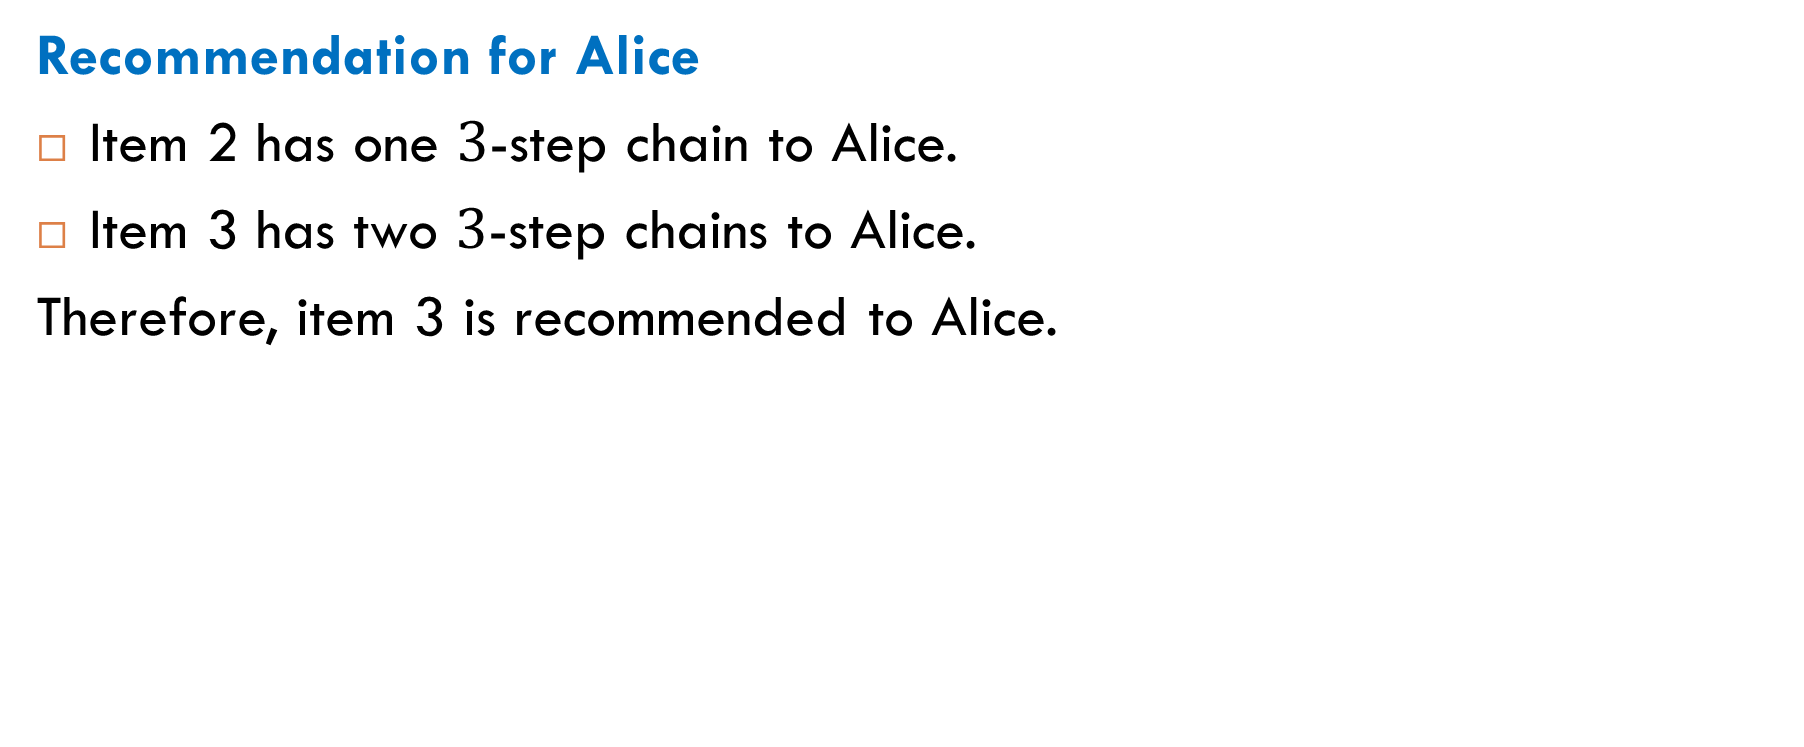 Recommendation for Alice
□ Item 2 has one 3-step chain to Alice.
□ Item 3 has two 3-step chains to Alice.
Therefore, item 3 is recommended to Alice.